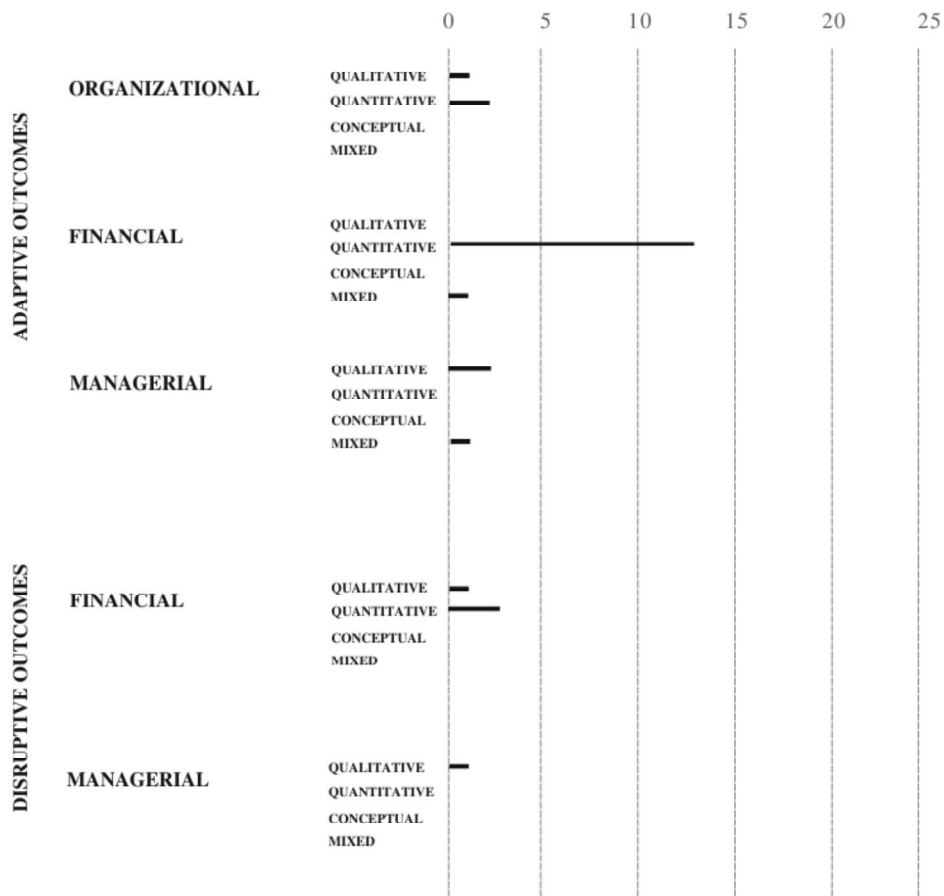 0 5 10 15 20 25
ADAPTIVE OUTCOMES
ORGANIZATIONAL
QUALITATIVE
QUANTITATIVE
CONCEPTUAL
MIXED
FINANCIAL
QUALITATIVE
QUANTITATIVE
CONCEPTUAL
MIXED
MANAGERIAL
QUALITATIVE
QUANTITATIVE
CONCEPTUAL
MIXED
DISRUPTIVE OUTCOMES
FINANCIAL
QUALITATIVE
QUANTITATIVE
CONCEPTUAL
MIXED
MANAGERIAL
QUALITATIVE
QUANTITATIVE
CONCEPTUAL
MIXED